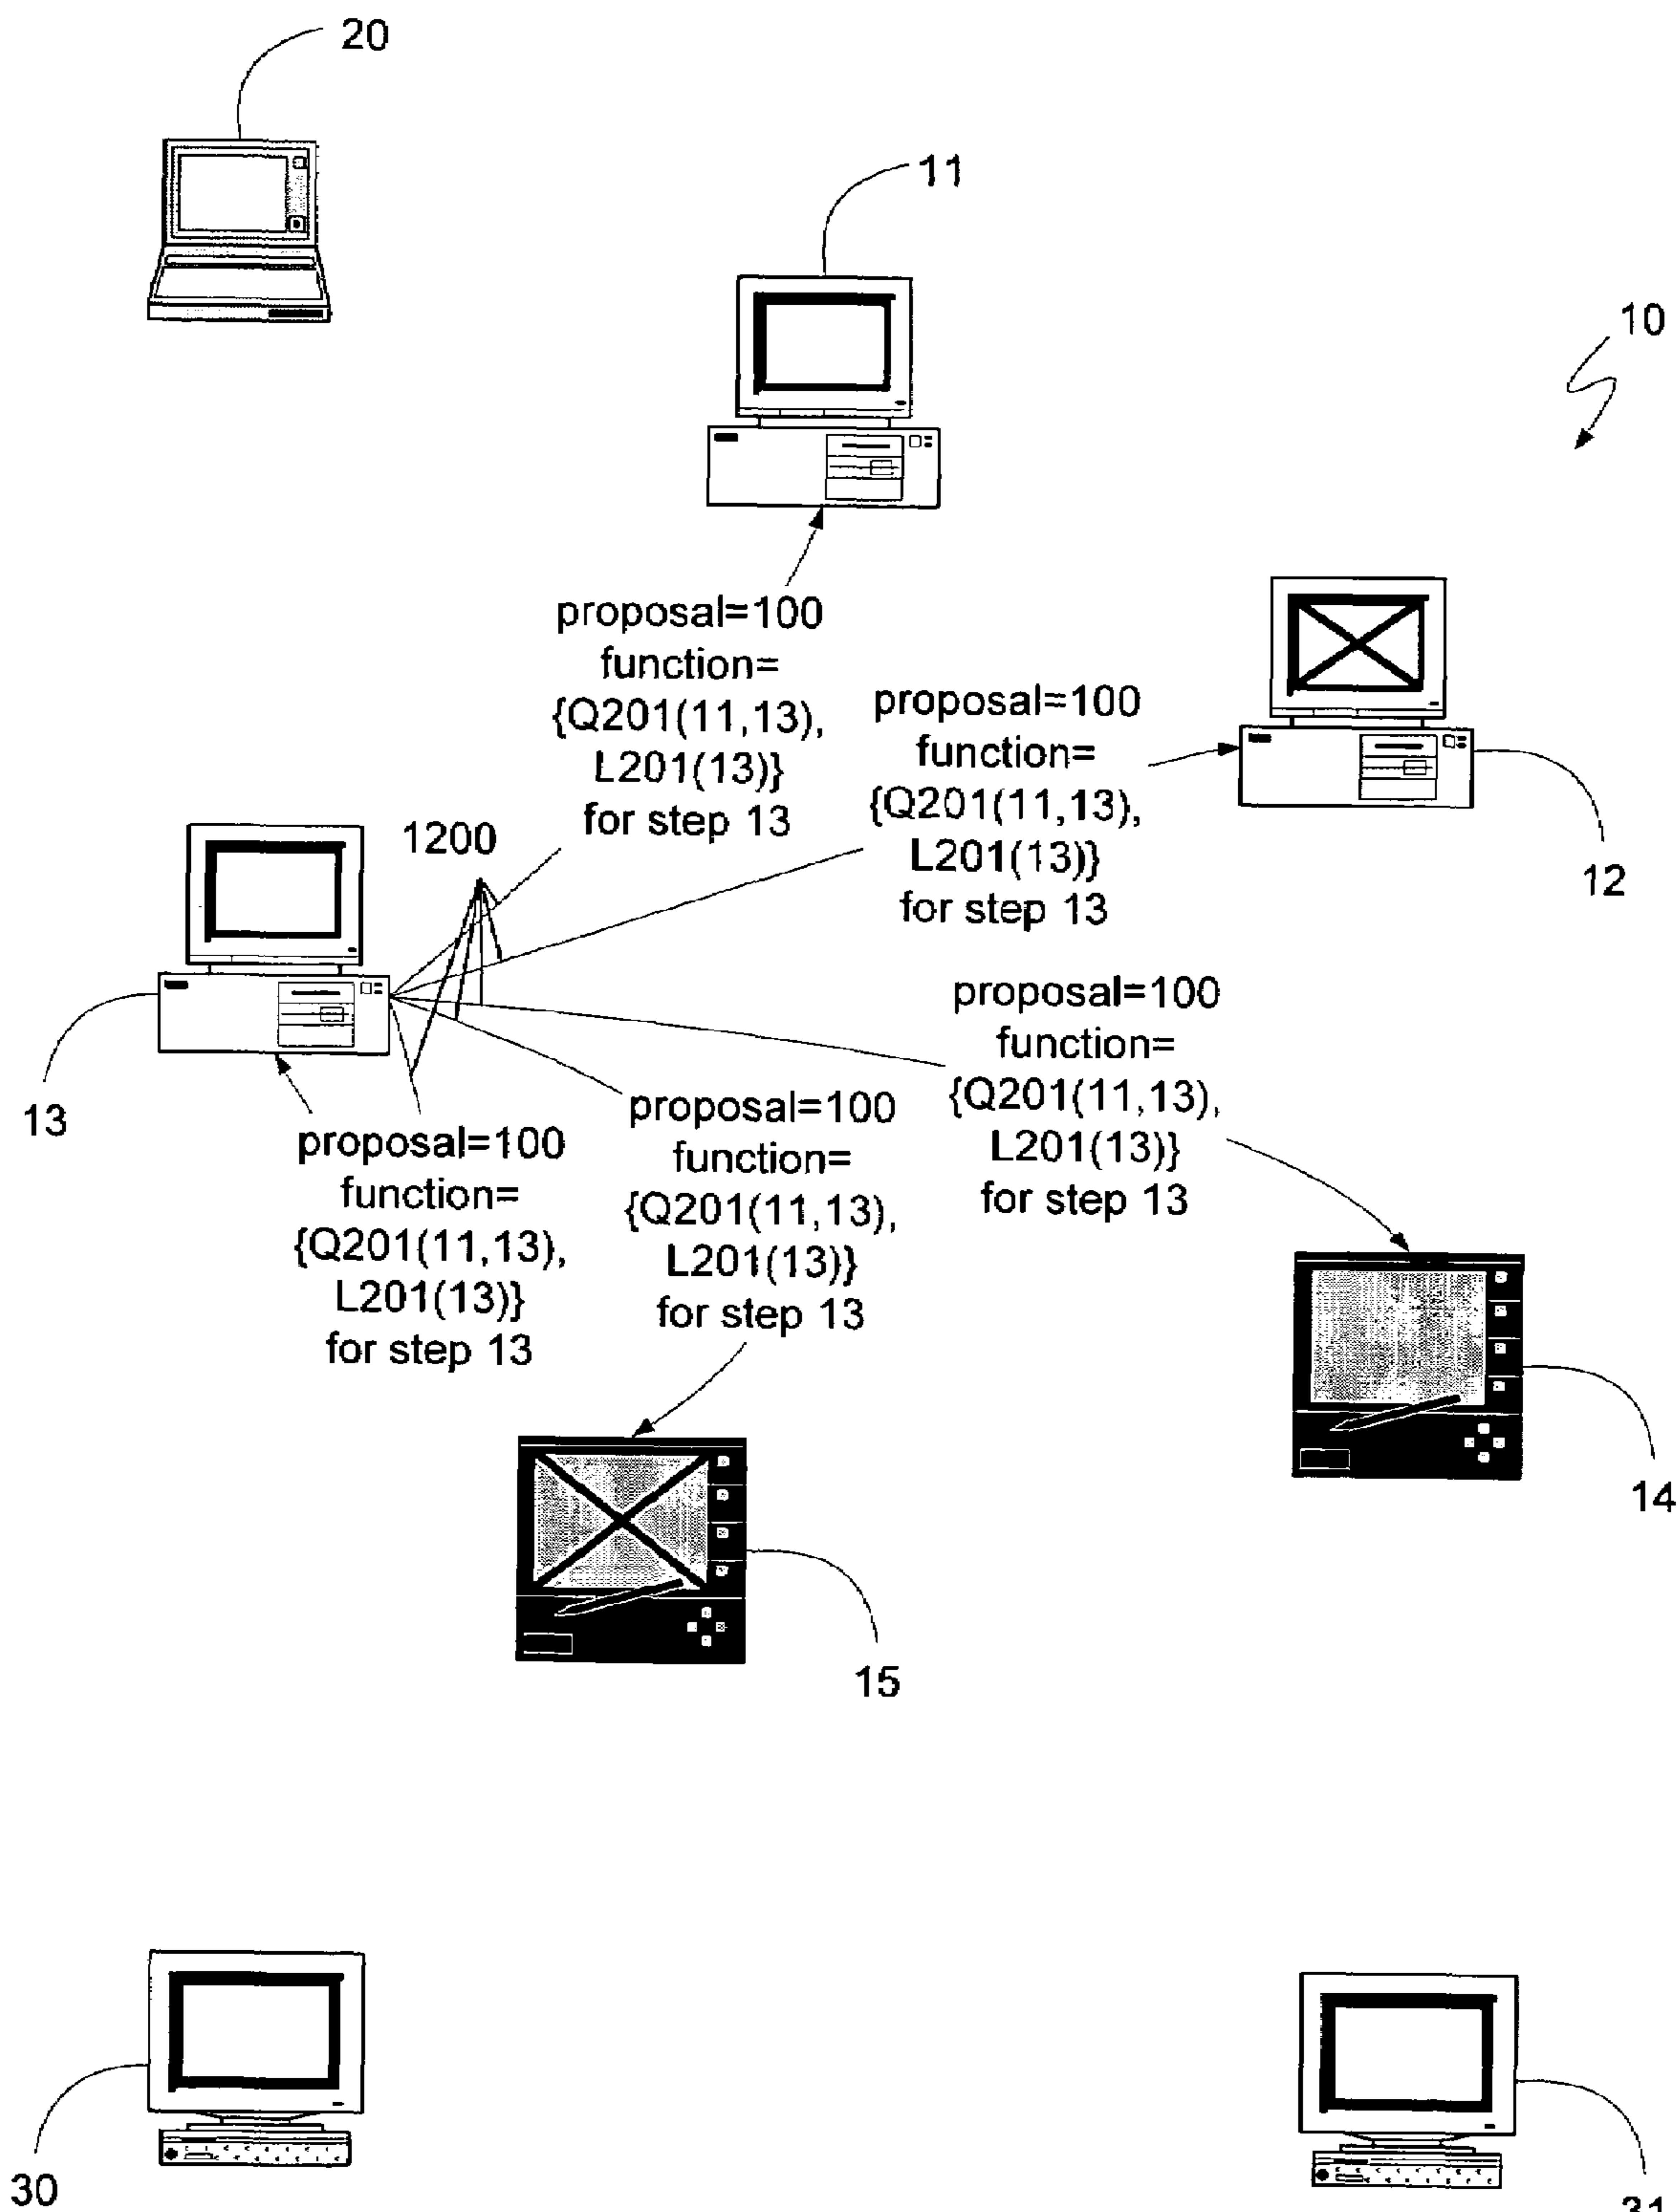 20
11
10
proposal=100
function=
{Q201(11,13),
L201(13)}
for step 13
proposal=100
function=
{Q201(11,13),
L201(13)}
for step 13
12
1200
13
proposal=100
function=
{Q201(11,13),
L201(13)}
for step 13
proposal=100
function=
{Q201(11,13),
L201(13)}
for step 13
proposal=100
function=
{Q201(11,13),
L201(13)}
for step 13
14
15
30
31